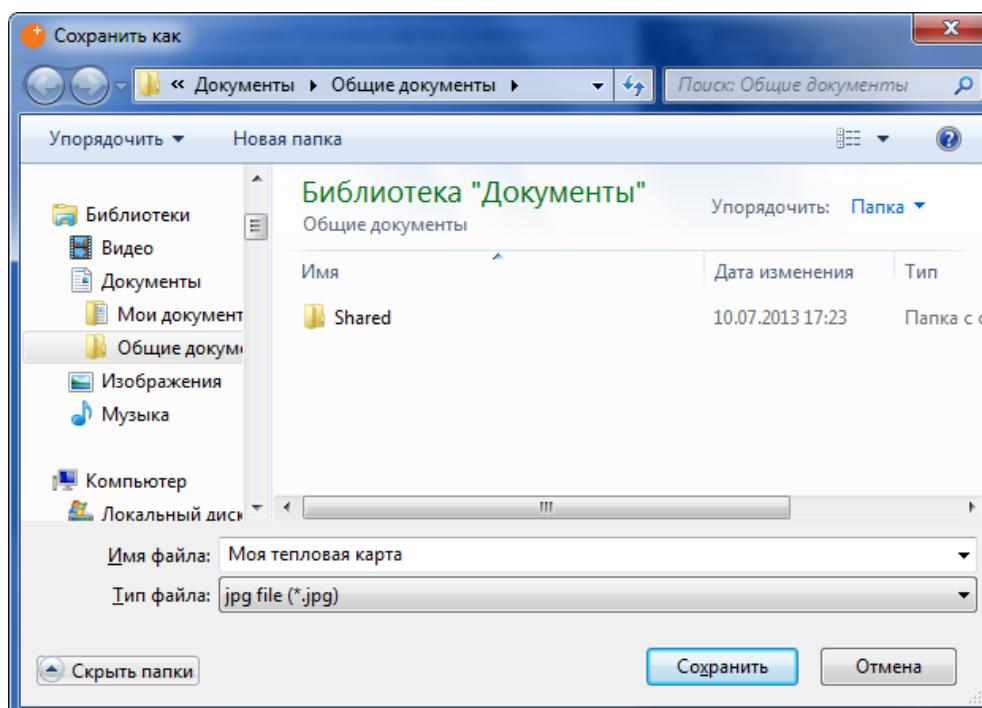 Сохранить как
« Документы Общие документы
Поиск: Общие документы
Упорядочить
Новая папка
Библиотеки
Видео
Документы
Мои документ
Общие докум
Изображения
Музыка
Компьютер
Локальный диск
Библиотека "Документы"
Общие документы
Упорядочить: Папка
Имя Дата изменения Тип
Shared 10.07.2013 17:23 Папка с
Имя файла: Моя тепловая карта
Тип файла: jpg file (*.jpg)
Скрыть папки
Сохранить
Отмена